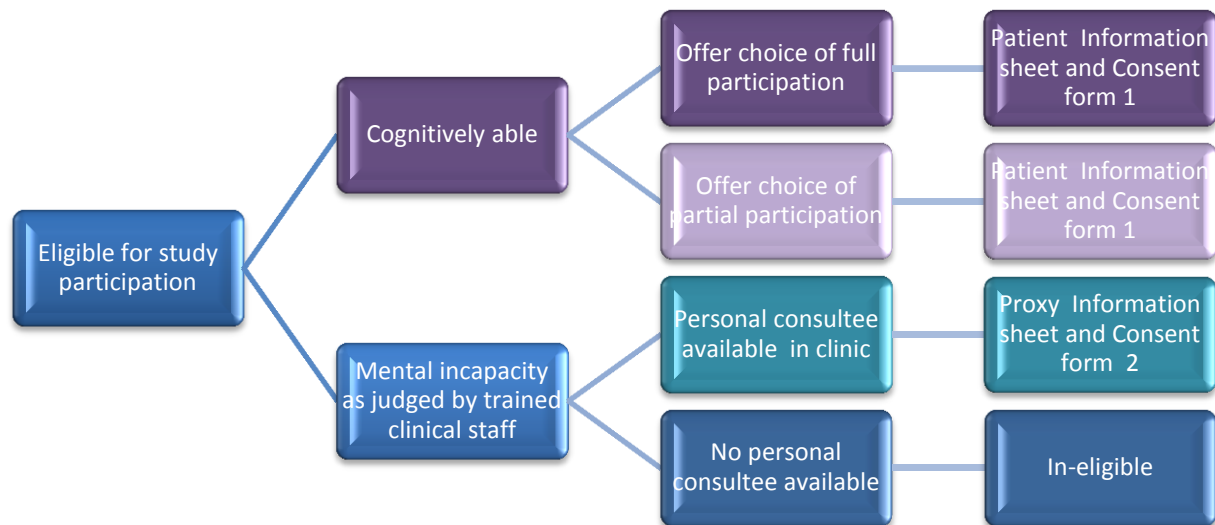 Offer choice of full
participation
Patient Information
sheet and Consent
form 1
Cognitively able
Offer choice of
partial participation
Patient Information
sheet and Consent
form 1
Eligible for study
participation
Personal consultee
available in clinic
Proxy Information
sheet and Consent
form 2
Mental incapacity
as judged by trained
clinical staff
No personal
consultee available
In-eligible